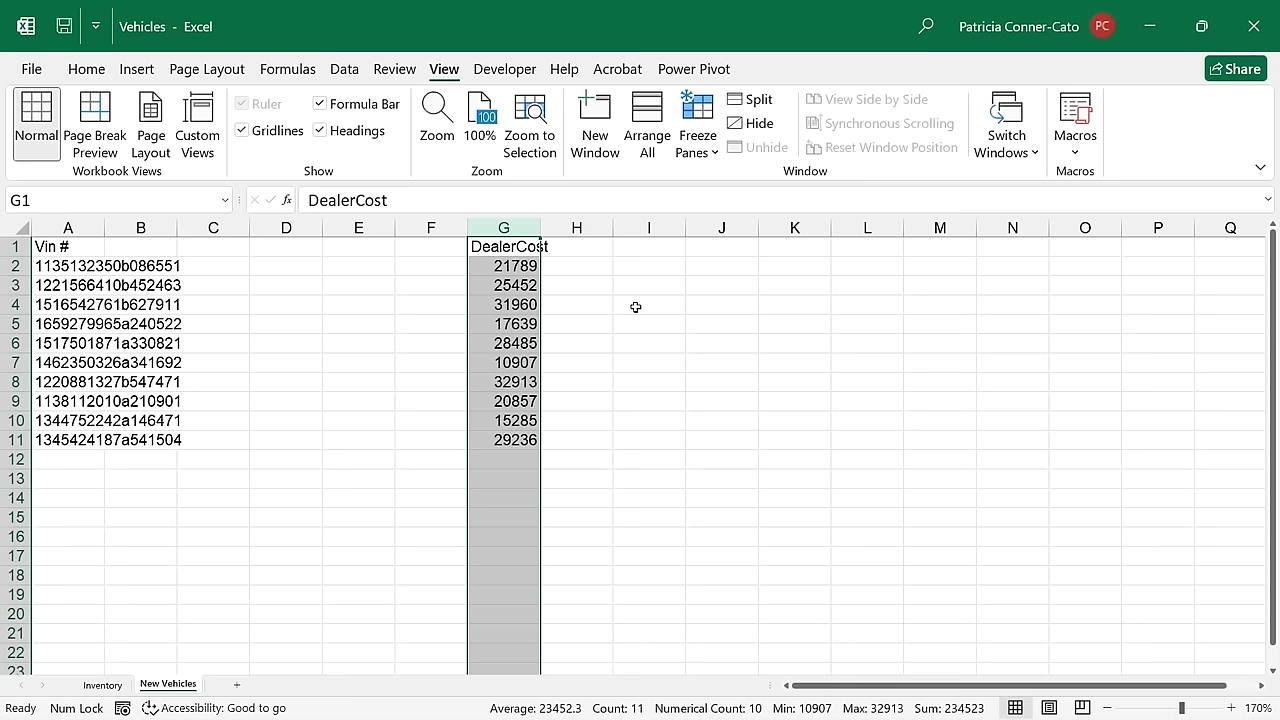 Vehicles - Excel
Patricia Conner-Cato PC
File Home Insert Page Layout Formulas Data Review View Developer Help Acrobat Power Pivot Share
Normal Page Break Preview Page Layout Custom Views
Workbook Views
Ruler Formula Bar
Gridlines Headings
Show
Zoom 100% Zoom to Selection
100
Zoom
New Window Arrange All Freeze Panes
Split
Hide
Unhide
View Side by Side
Synchronous Scrolling
Reset Window Position
Window
Switch Windows
Macros
Macros
G1 fx DealerCost
A B C D E F G H I J K L M N O P Q
1 Vin # DealerCost
2 1135132350b086551 21789
3 1221566410b452463 25452
4 1516542761b627911 31960
5 1659279965a240522 17639
6 1517501871a330821 28485
7 1462350326a341692 10907
8 1220881327b547471 32913
9 1138112010a210901 20857
10 1344752242a146471 15285
11 1345424187a541504 29236
12
13
14
15
16
17
18
19
20
21
22
23
Inventory New Vehicles +
Ready Num Lock Accessibility: Good to go Average: 23452.3 Count: 11 Numerical Count: 10 Min: 10907 Max: 32913 Sum: 234523 170%